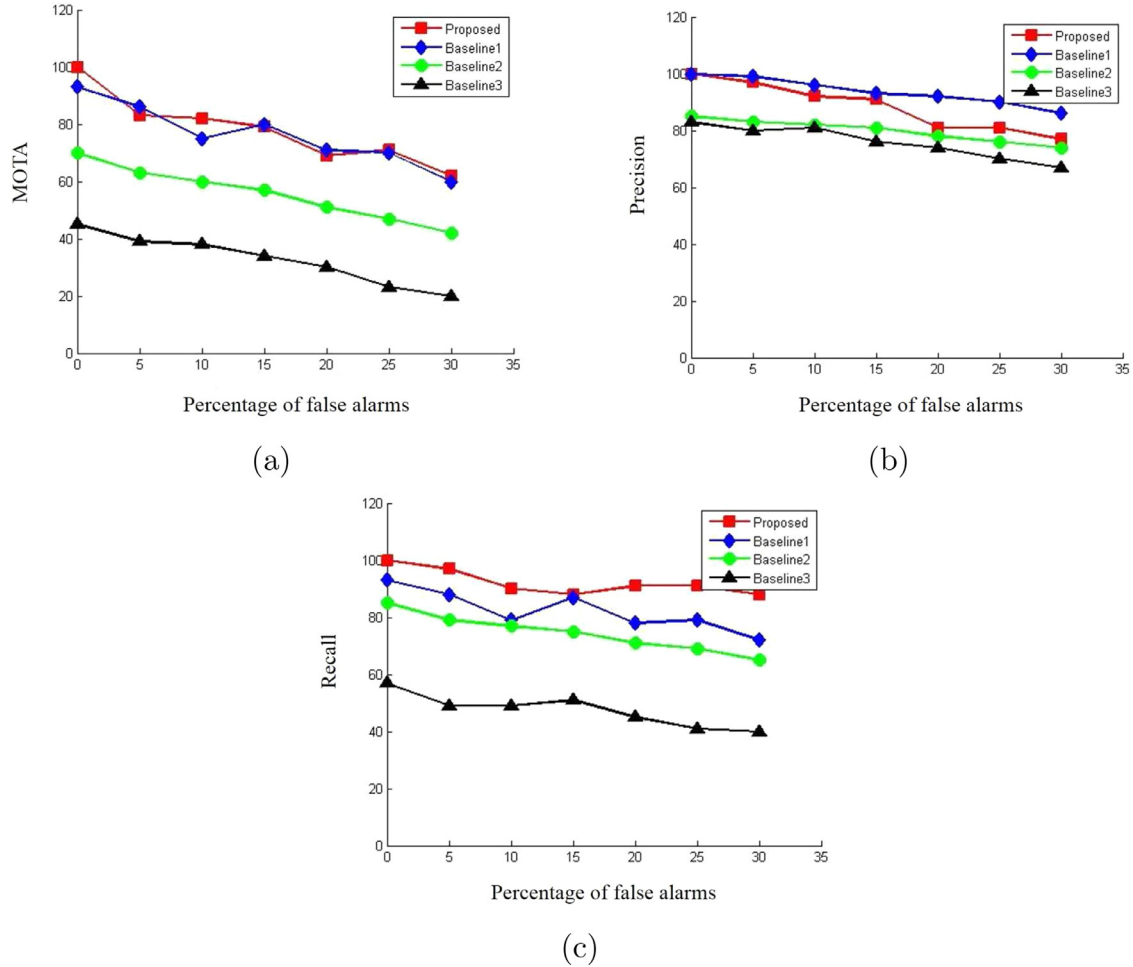 120
100
80
60
40
20
0
MOTA
Proposed
Baseline1
Baseline2
Baseline3
0 5 10 15 20 25 30 35
Percentage of false alarms
(a)
120
100
80
60
40
20
0
Precision
Proposed
Baseline1
Baseline2
Baseline3
0 5 10 15 20 25 30 35
Percentage of false alarms
(b)
120
100
80
60
40
20
0
Recall
Proposed
Baseline1
Baseline2
Baseline3
0 5 10 15 20 25 30 35
Percentage of false alarms
(c)